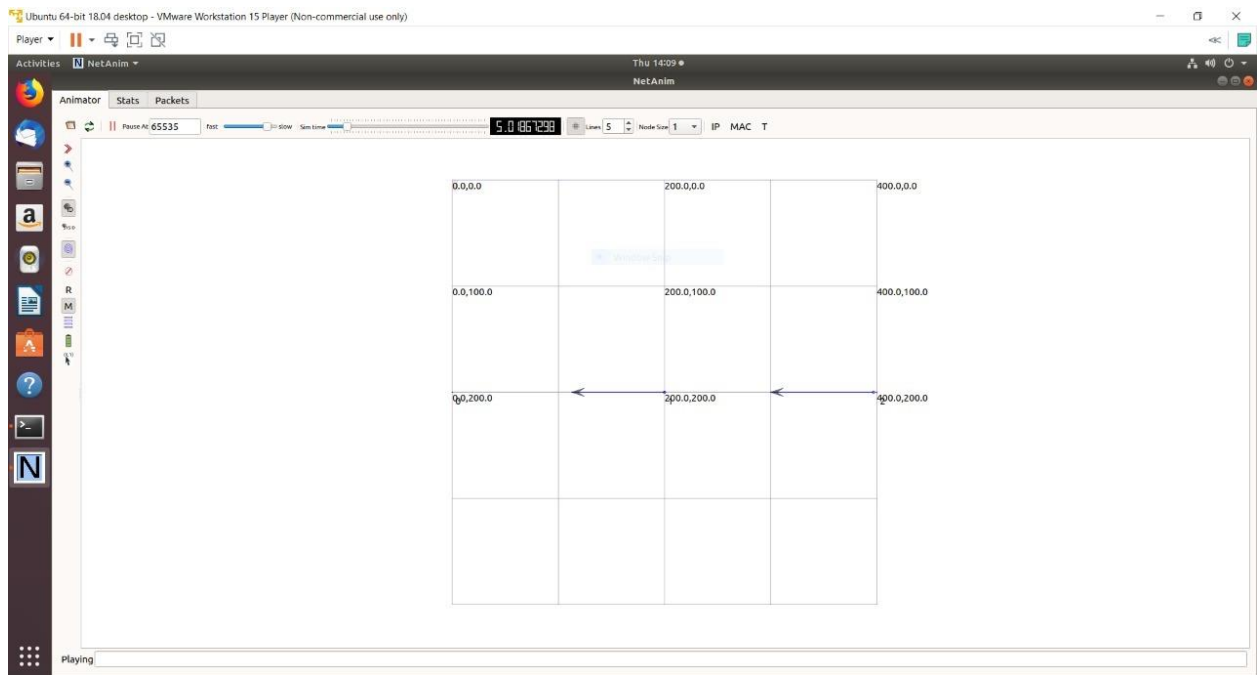 Ubuntu 64-bit 18.04 desktop - VMware Workstation 15 Player (Non-commercial use only)
Player
Activities NetAnim Thu 14:09
NetAnim
Animator Stats Packets
Pause At 65535 Fast slow Sim time 5.01867298 Lines 5 Node Size 1 IP MAC T
0.0,0.0 200.0,0.0 400.0,0.0
R
0.0,100.0 200.0,100.0 400.0,100.0
M
0.0,200.0 200.0,200.0 400.0,200.0
0 1 2
Playing